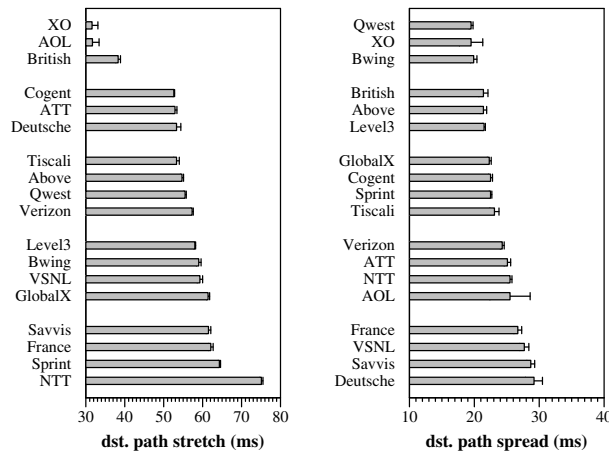 XO
AOL
British
Cogent
ATT
Deutsche
Tiscali
Above
Qwest
Verizon
Level3
Bwing
VSNL
GlobalX
Savvis
France
Sprint
NTT
30 40 50 60 70 80
dst. path stretch (ms)
Qwest
XO
Bwing
British
Above
Level3
GlobalX
Cogent
Sprint
Tiscali
Verizon
ATT
NTT
AOL
France
VSNL
Savvis
Deutsche
10 20 30 40
dst. path spread (ms)